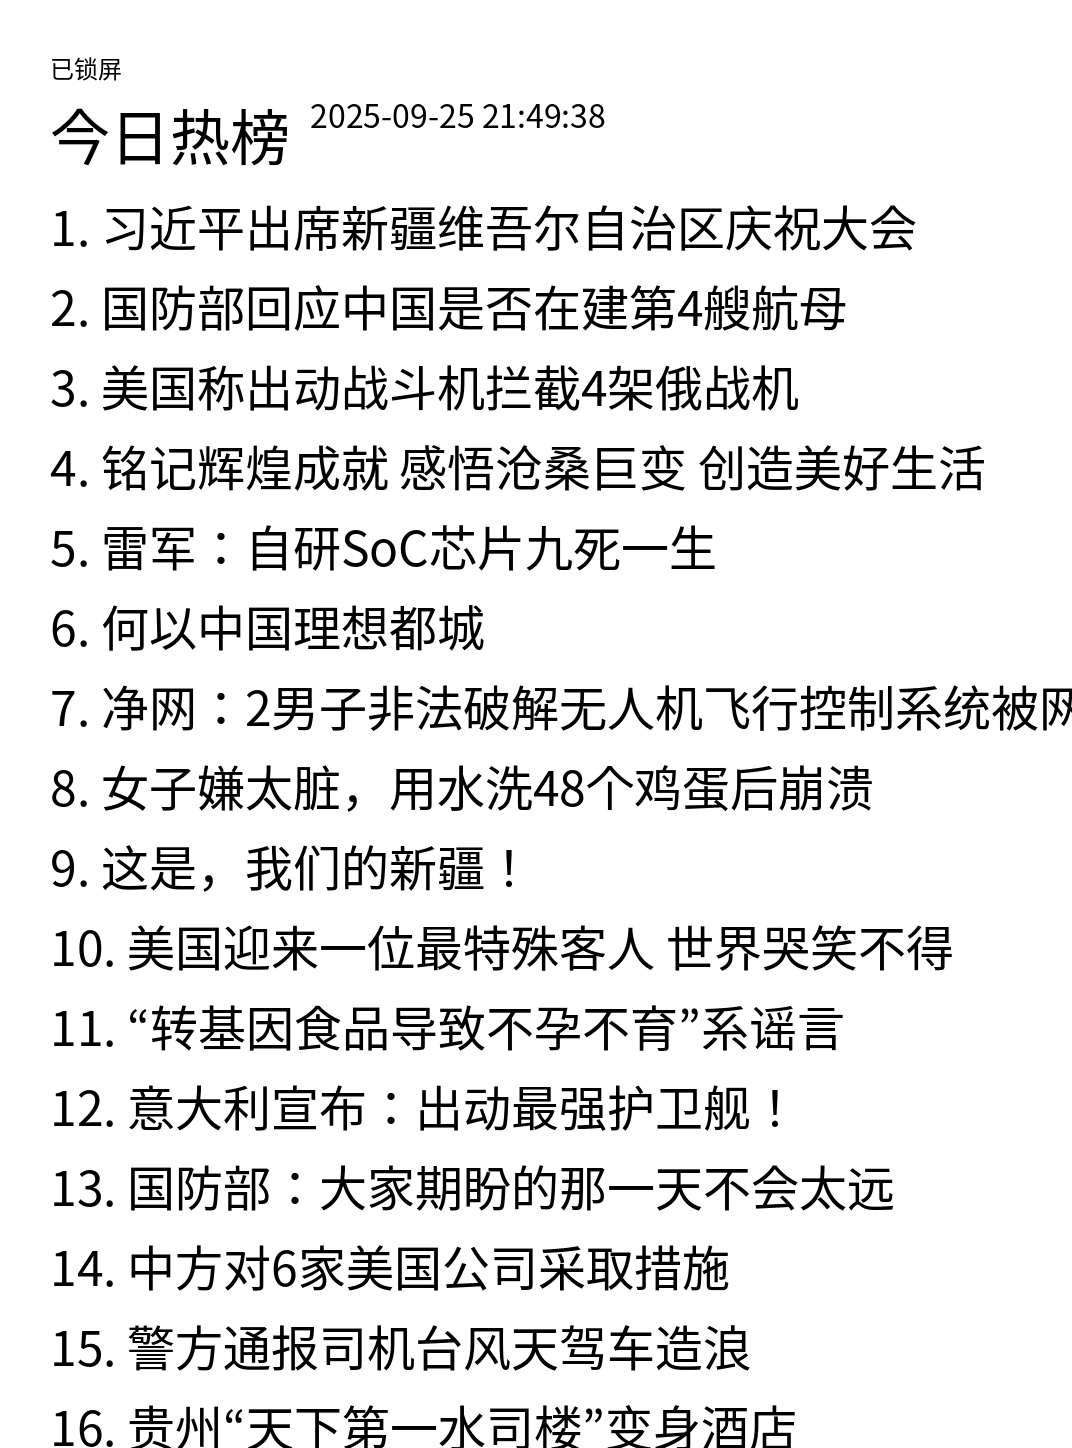 已锁屏
今日热榜 2025-09-25 21:49:38
1. 习近平出席新疆维吾尔自治区庆祝大会
2. 国防部回应中国是否在建第4艘航母
3. 美国称出动战斗机拦截4架俄战机
4. 铭记辉煌成就 感悟沧桑巨变 创造美好生活
5. 雷军：自研SoC芯片九死一生
6. 何以中国理想都城
7. 净网：2男子非法破解无人机飞行控制系统被网
8. 女子嫌太脏，用水洗48个鸡蛋后崩溃
9. 这是，我们的新疆！
10. 美国迎来一位最特殊客人 世界哭笑不得
11. “转基因食品导致不孕不育”系谣言
12. 意大利宣布：出动最强护卫舰！
13. 国防部：大家期盼的那一天不会太远
14. 中方对6家美国公司采取措施
15. 警方通报司机台风天驾车造浪
16. 贵州“天下第一水司楼”变身酒店